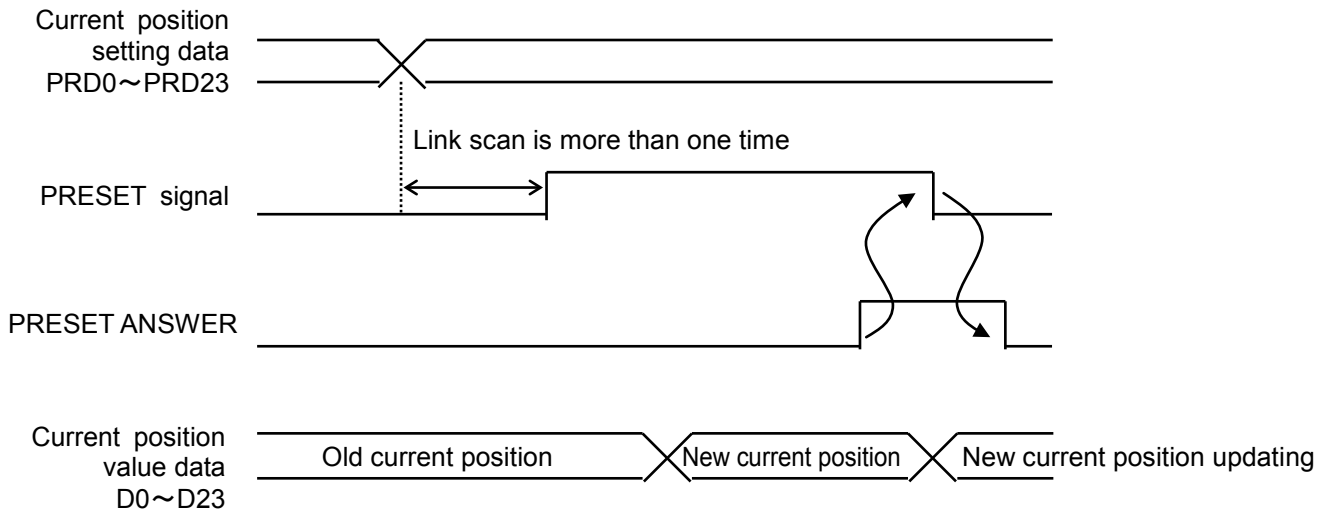 Current position
setting data
PRD0～PRD23
Link scan is more than one time
PRESET signal
PRESET ANSWER
Current position
value data
D0～D23
Old current position
New current position
New current position updating